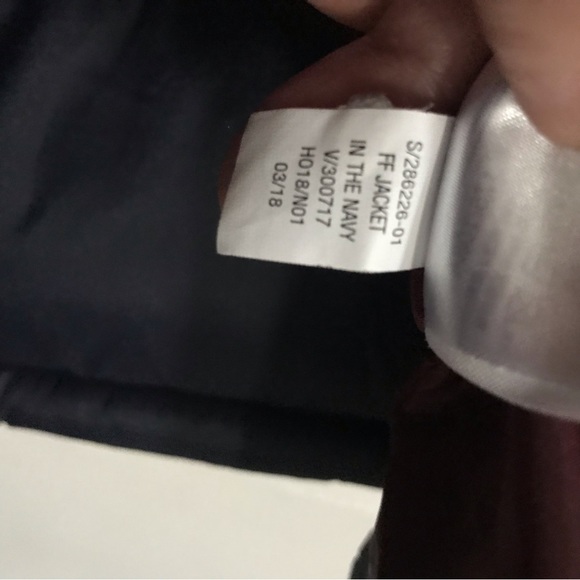 S/286226-01
FF JACKET
IN THE NAVY
V/300717
H018/N01
03/18